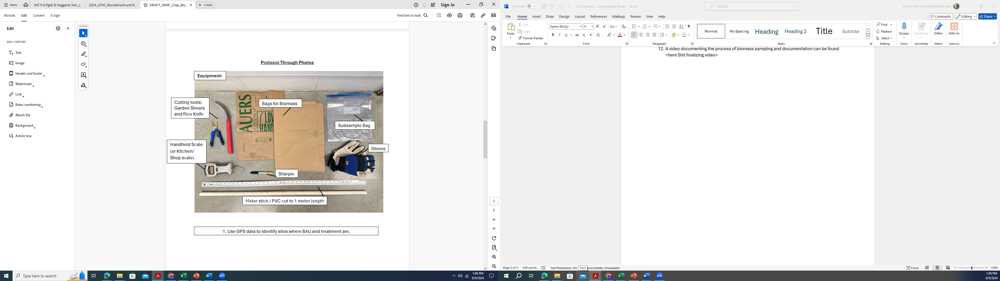 Menu
Int'l Trvl Rgstr B Haggerty Twn_J...
2024_GTM_Recruitment-and-R...
DRAFT_IAMP_Crop_Bio...
Create
Sign in
All tools
Edit
Convert
E-Sign
Find text or tools
Edit
ADD CONTENT
Text
Image
Header and footer
Watermark
Link
Bates numbering
Attach file
Background
Article box
Protocol Through Photos
Equipment:
Cutting tools:
Garden Shears
and Rice Knife
Bags for Biomass
Subsample Bag
Handheld Scale
(or Kitchen/
Shop scale)
Gloves
Sharpie
Meter stick / PVC cut to 1 meter length
AUERS
1. Use GPS data to identify sites where BAU and treatment are.
3
5
Type here to search
1:48 PM
8/9/2024
AutoSave
Off
Document3 - Compatibility Mode - Word
Search
Brooks, Erin (ebrooks@uidaho.edu)
File
Home
Insert
Draw
Design
Layout
References
Mailings
Review
View
Help
Comments
Editing
Share
Paste
Cut
Copy
Format Painter
Clipboard
Aptos (Body)
11
Font
Paragraph
Normal
No Spacing
Heading
Heading 2
Title
Subtitle
Styles
Find
Replace
Select
Editing
Dictate
Voice
Sensitivity
Sensitivity
Editor
Editor
Add-ins
Add-ins
12. A video documenting the process of biomass sampling and documentation can be found
<here Still finalizing video>
Page 2 of 2
639 words
Text Predictions: On
Mail
Accessibility: Unavailable
Focus
120%
1:48 PM
8/9/2024